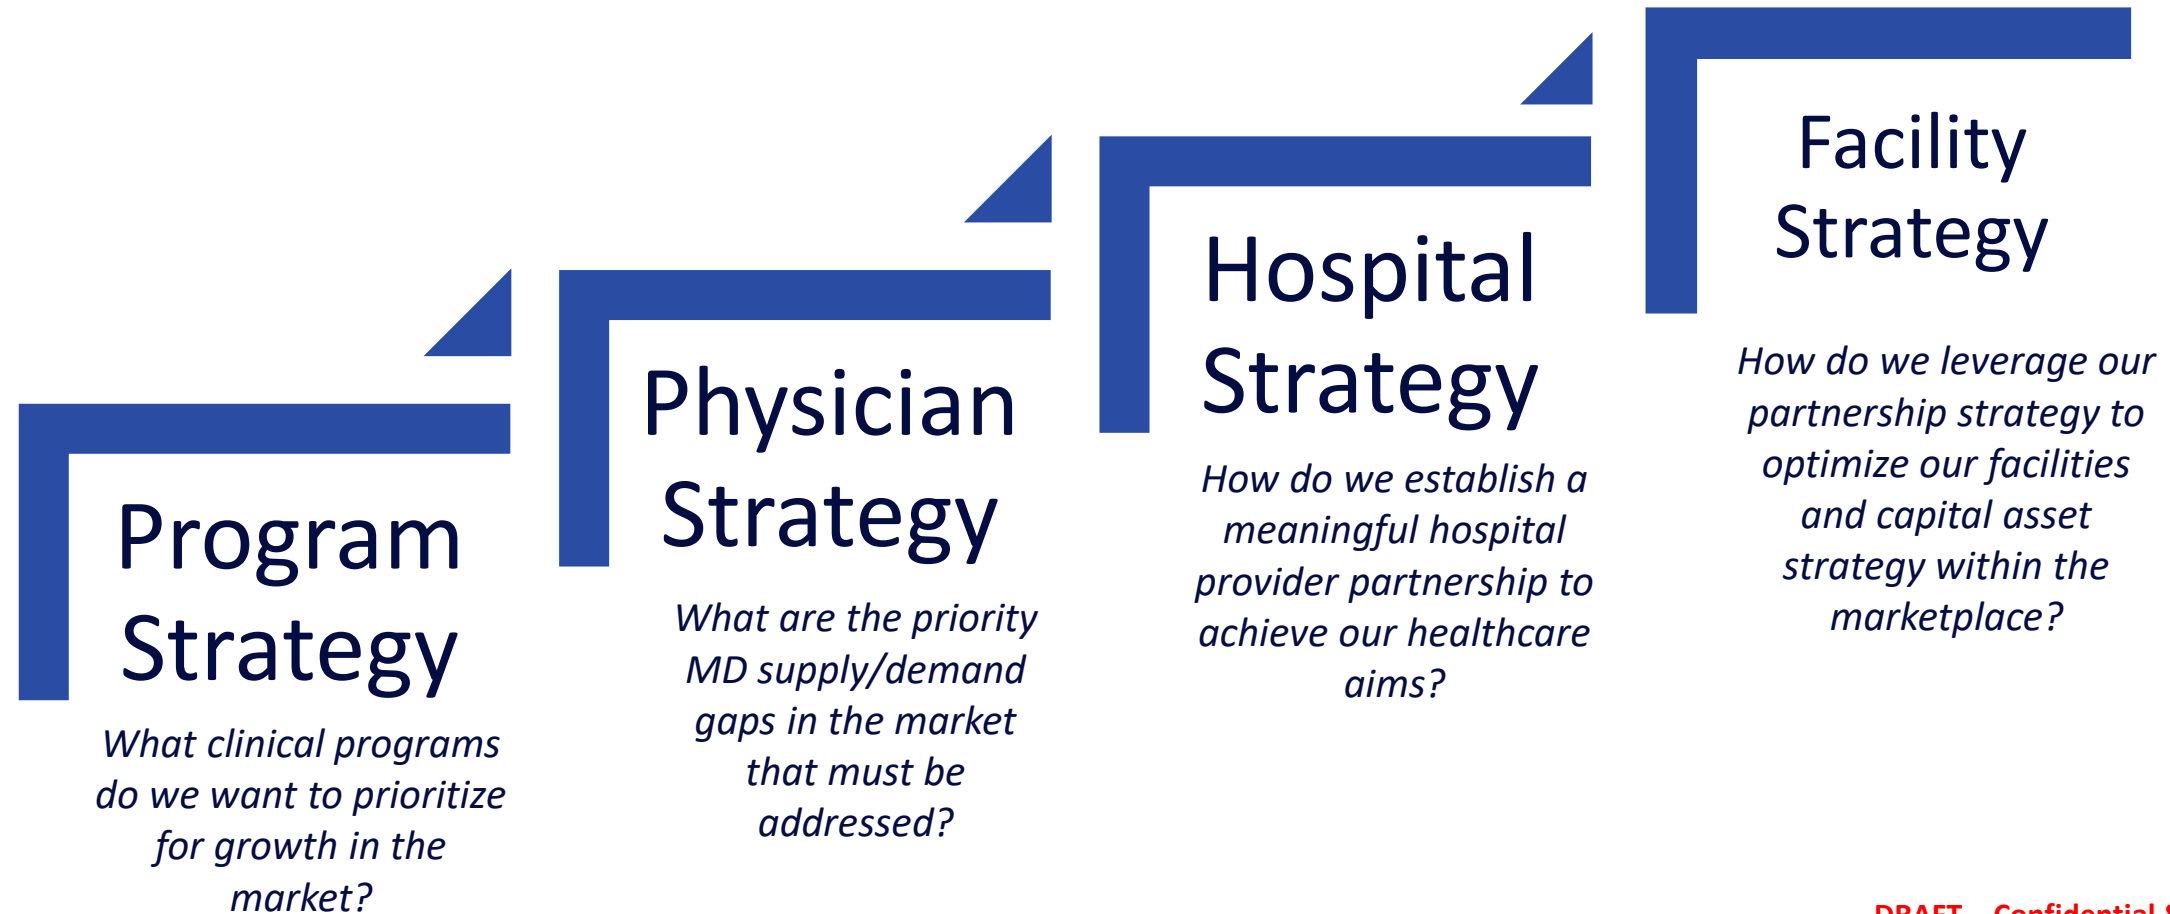 Program
Strategy
What clinical programs
do we want to prioritize
for growth in the
market?
Physician
Strategy
What are the priority
MD supply/demand
gaps in the market
that must be
addressed?
Hospital
Strategy
How do we establish a
meaningful hospital
provider partnership to
achieve our healthcare
aims?
Facility
Strategy
How do we leverage our
partnership strategy to
optimize our facilities
and capital asset
strategy within the
marketplace?
DRAFT – Confidential &